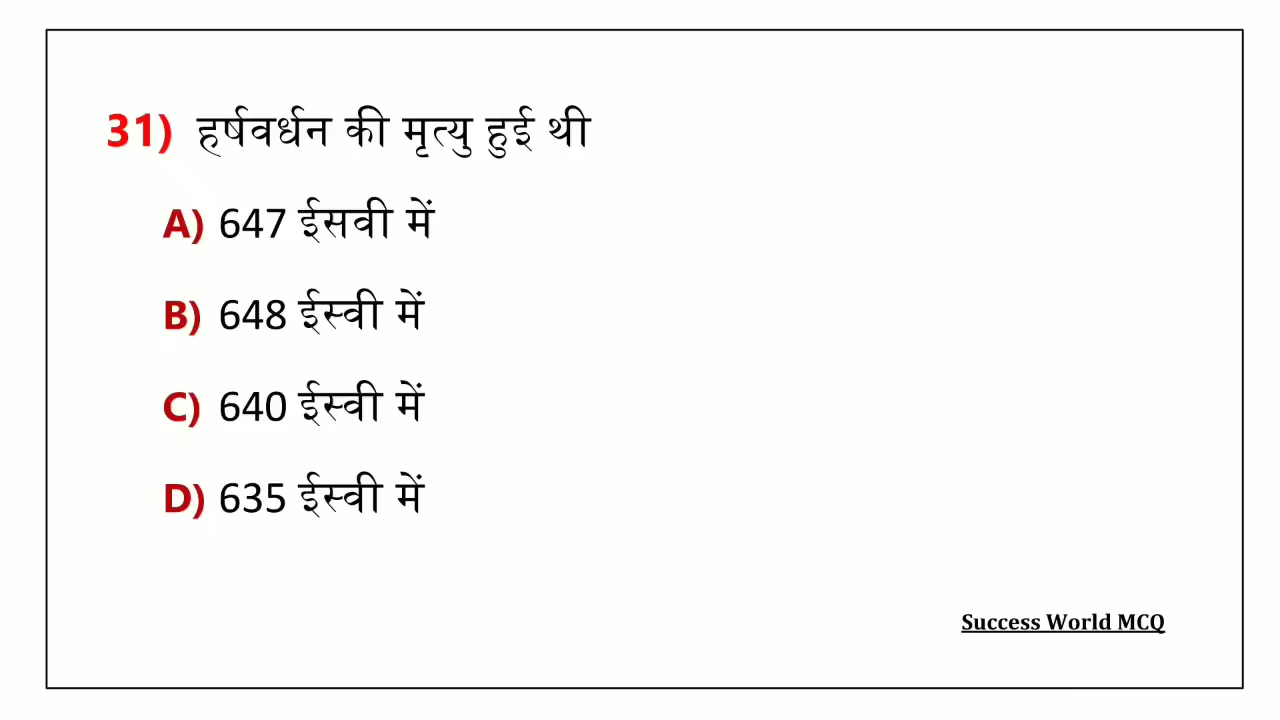 31) हर्षवर्धन की मृत्यु हुई थी
A) 647 ईसवी में
B) 648 ईस्वी में
C) 640 ईस्वी में
D) 635 ईस्वी में
Success World MCQ